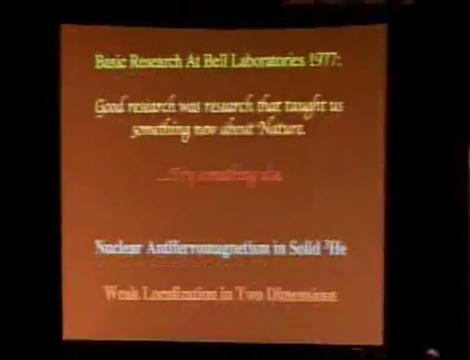 Basic Research At Bell Laboratories 1977:
Good research was research that taught us
something new about Nature.
...Try something else
Nuclear Antiferromagnetism in Solid ³He
Weak Localization in Two Dimensions